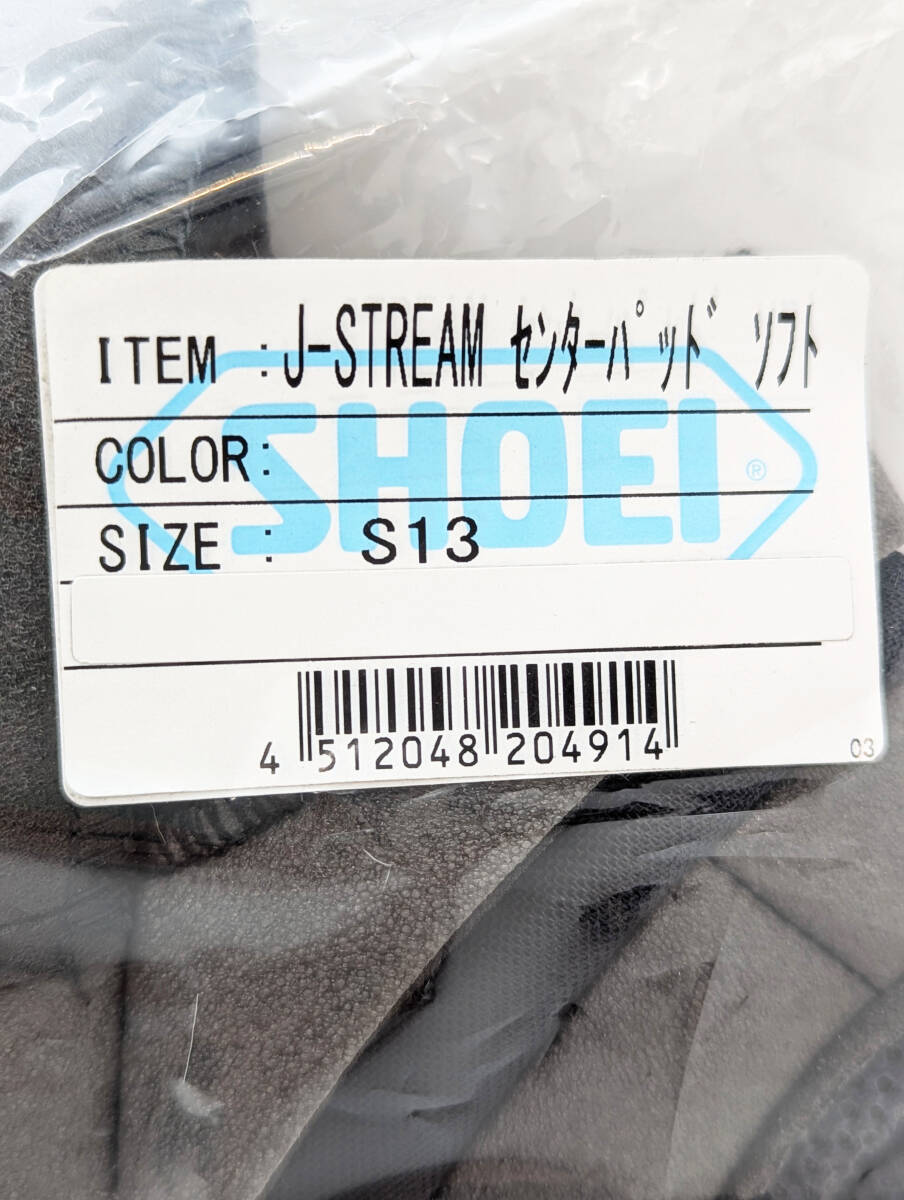 ITEM :J-STREAM センターパッド ソフト
SHOEI ®
COLOR:
SIZE : S13
4 512048 204914
03